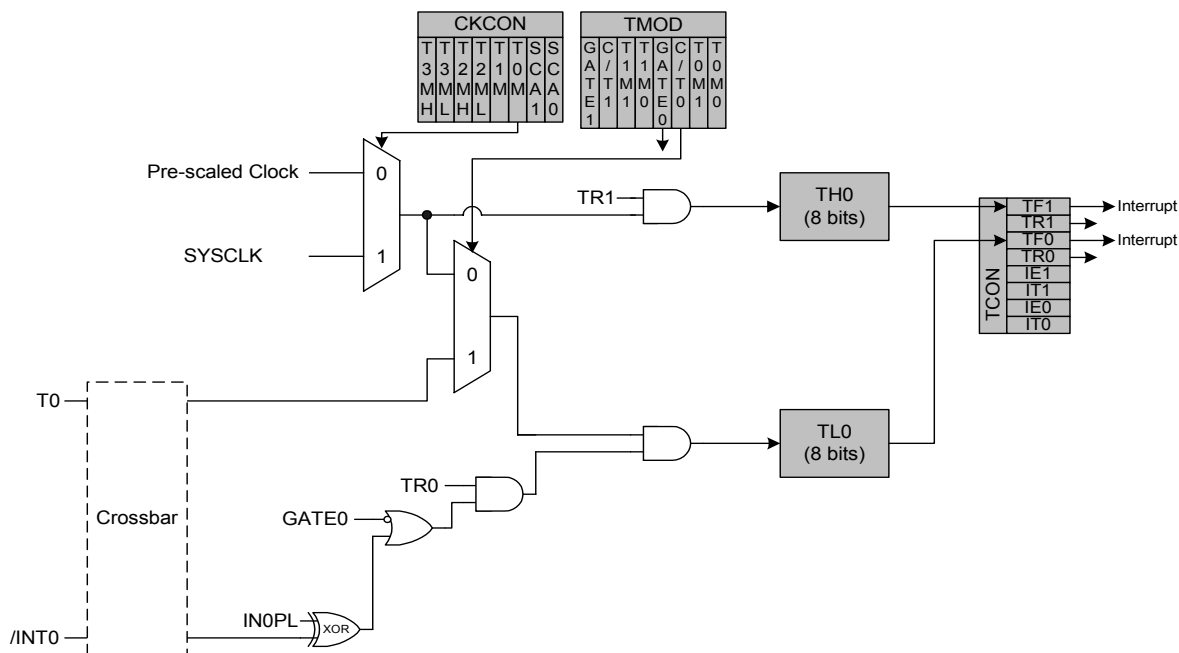 CKCON
T3MH T3ML T2MH T2ML T1M T0M SCA1 SCA0
TMOD
GATE1 C/T1 T1M1 T1M0 GATE0 C/T0 T0M1 T0M0
Pre-scaled Clock
0
SYSCLK
1
TR1
TH0
(8 bits)
TCON
TF1
TR1
TF0
TR0
IE1
IT1
IE0
IT0
Interrupt
Interrupt
0
1
T0
Crossbar
TL0
(8 bits)
TR0
GATE0
IN0PL
XOR
/INT0